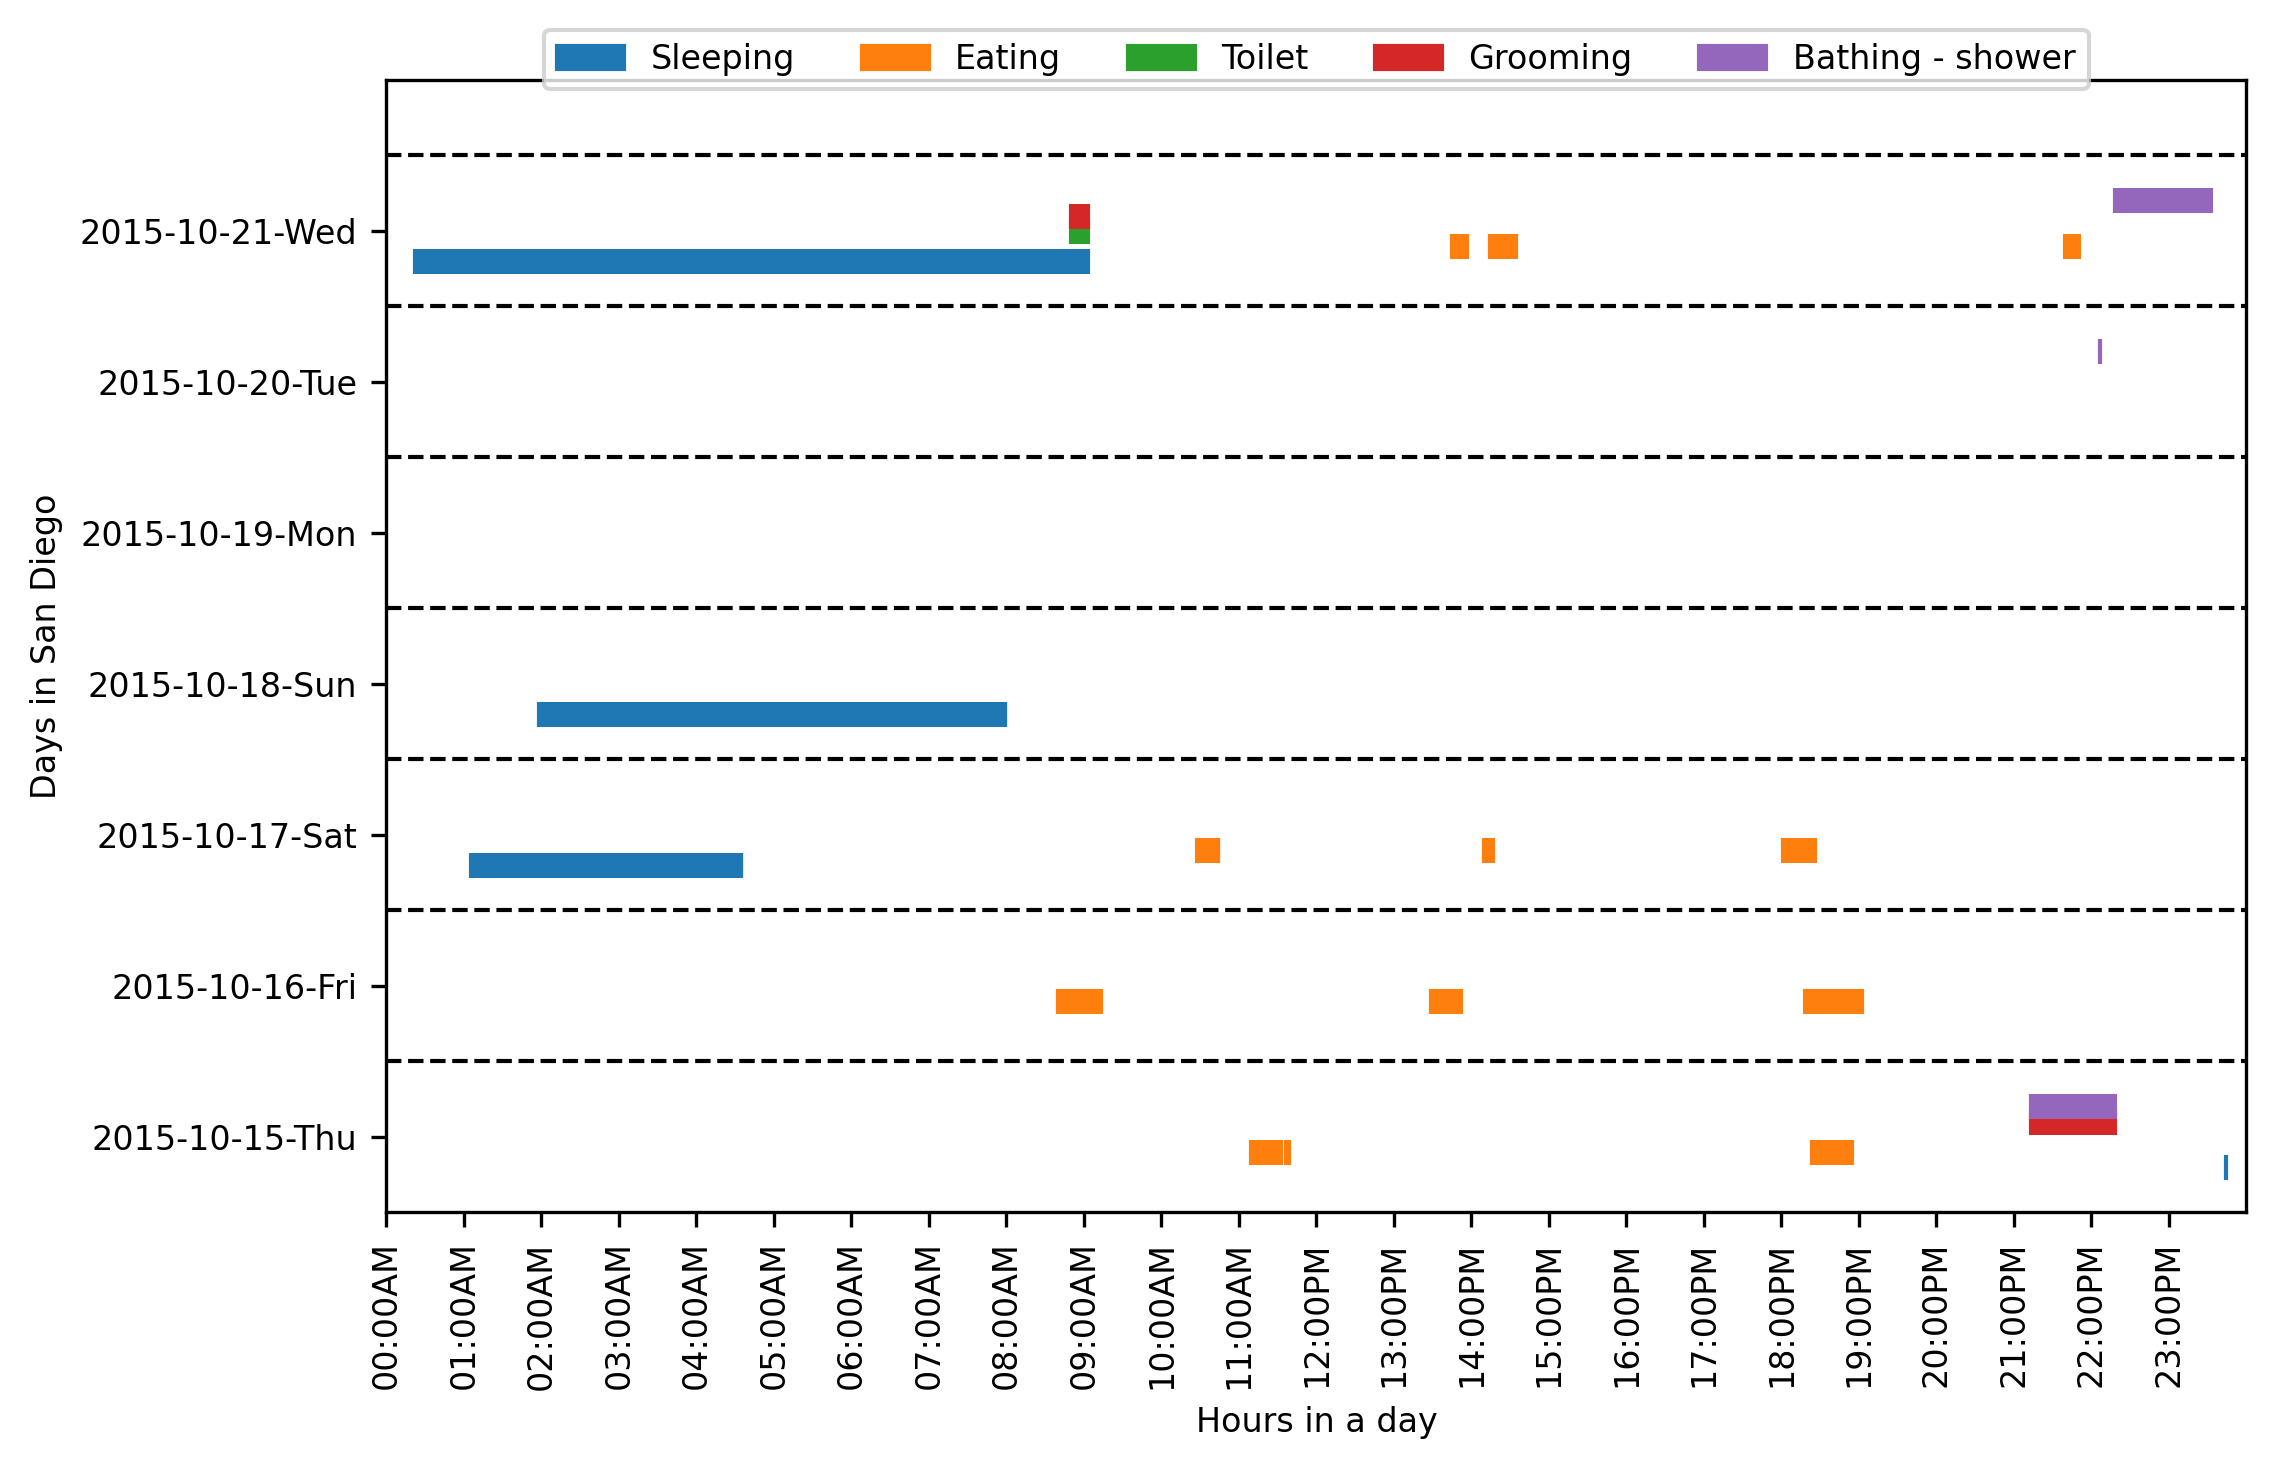 Sleeping Eating Toilet Grooming Bathing - shower
Days in San Diego
2015-10-21-Wed
2015-10-20-Tue
2015-10-19-Mon
2015-10-18-Sun
2015-10-17-Sat
2015-10-16-Fri
2015-10-15-Thu
00:00AM
01:00AM
02:00AM
03:00AM
04:00AM
05:00AM
06:00AM
07:00AM
08:00AM
09:00AM
10:00AM
11:00AM
12:00PM
13:00PM
14:00PM
15:00PM
16:00PM
17:00PM
18:00PM
19:00PM
20:00PM
21:00PM
22:00PM
23:00PM
Hours in a day